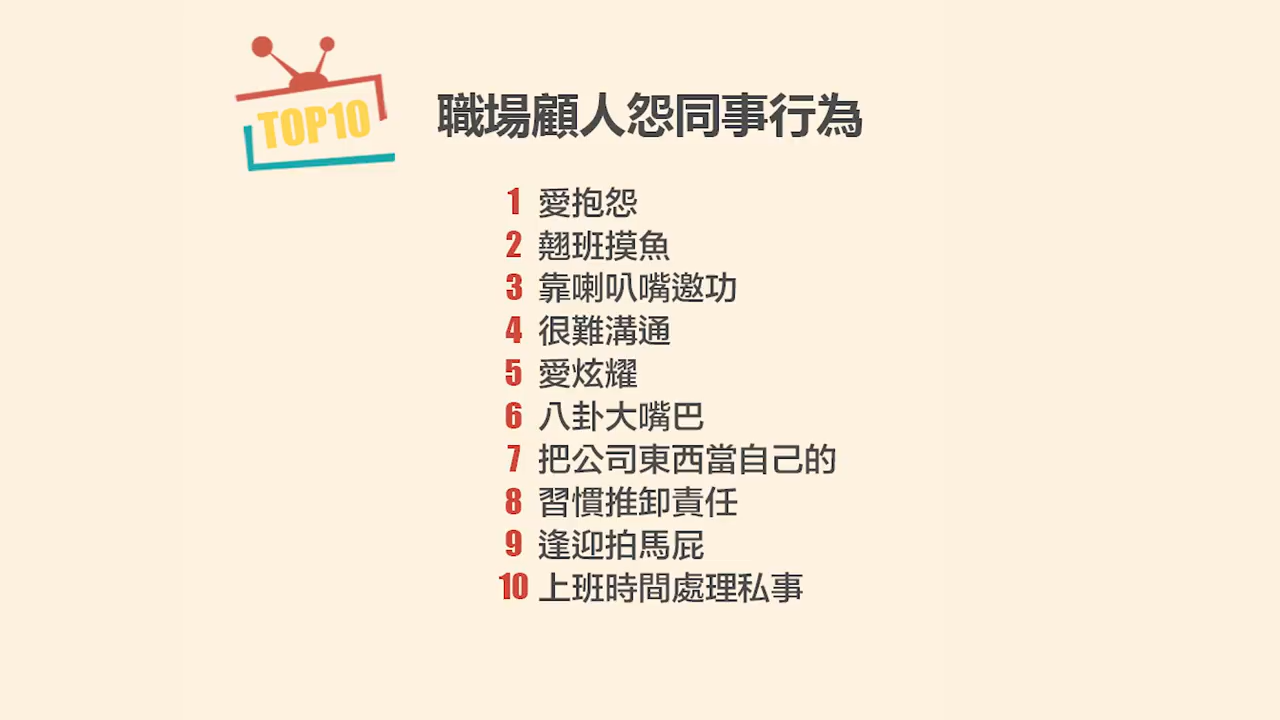 TOP10
職場顧人怨同事行為
1 愛抱怨
2 翹班摸魚
3 靠喇叭嘴邀功
4 很難溝通
5 愛炫耀
6 八卦大嘴巴
7 把公司東西當自己的
8 習慣推卸責任
9 逢迎拍馬屁
10 上班時間處理私事